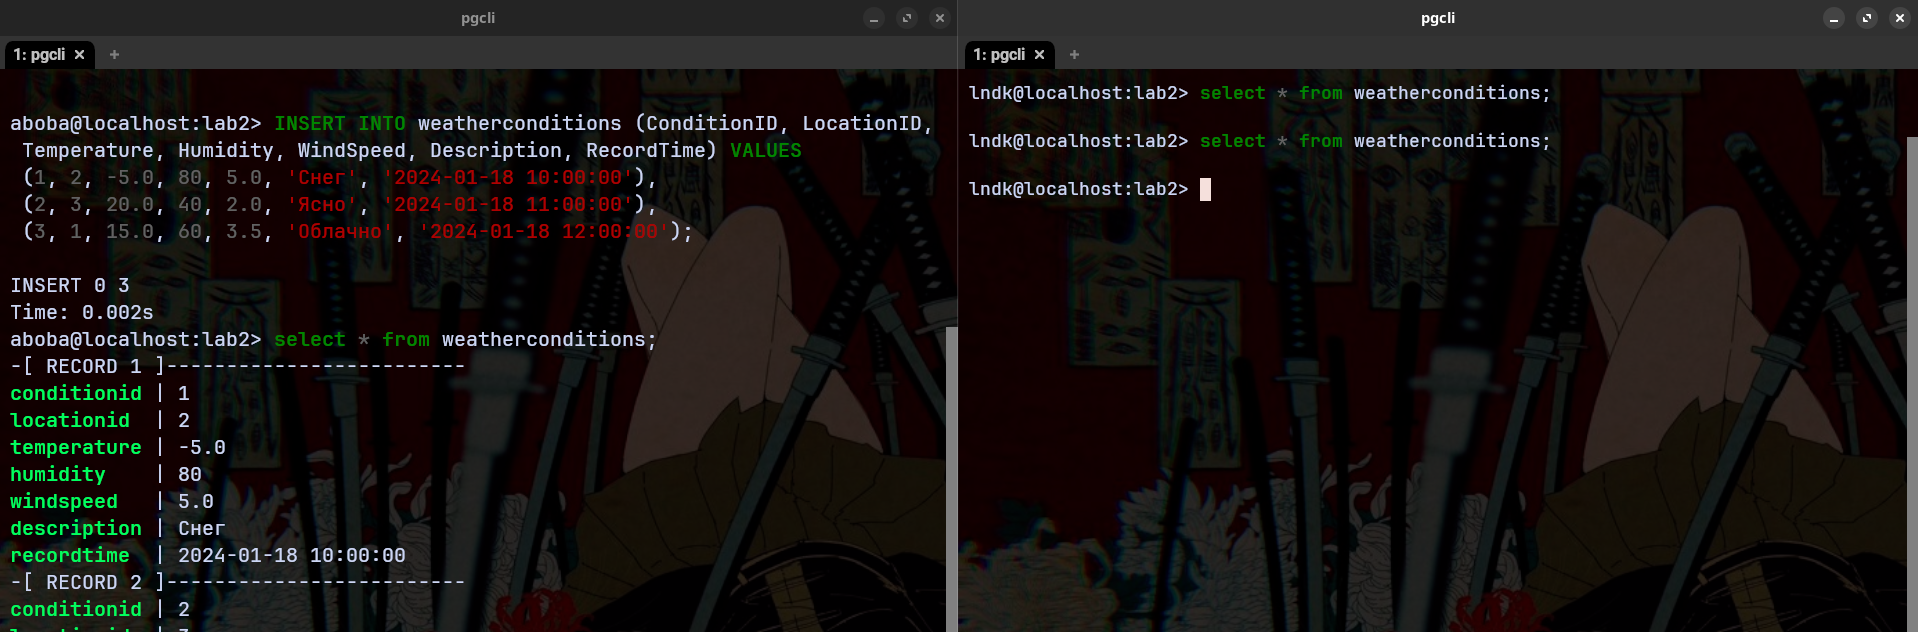 pgcli
1: pgcli × +
aboba@localhost:lab2> INSERT INTO weatherconditions (ConditionID, LocationID,
Temperature, Humidity, WindSpeed, Description, RecordTime) VALUES
(1, 2, -5.0, 80, 5.0, 'Снег', '2024-01-18 10:00:00'),
(2, 3, 20.0, 40, 2.0, 'Ясно', '2024-01-18 11:00:00'),
(3, 1, 15.0, 60, 3.5, 'Облачно', '2024-01-18 12:00:00');
INSERT 0 3
Time: 0.002s
aboba@localhost:lab2> select * from weatherconditions;
-[ RECORD 1 ]-------------------------
conditionid | 1
locationid | 2
temperature | -5.0
humidity | 80
windspeed | 5.0
description | Снег
recordtime | 2024-01-18 10:00:00
-[ RECORD 2 ]-------------------------
conditionid | 2
pgcli
1: pgcli × +
lndk@localhost:lab2> select * from weatherconditions;
lndk@localhost:lab2> select * from weatherconditions;
lndk@localhost:lab2>